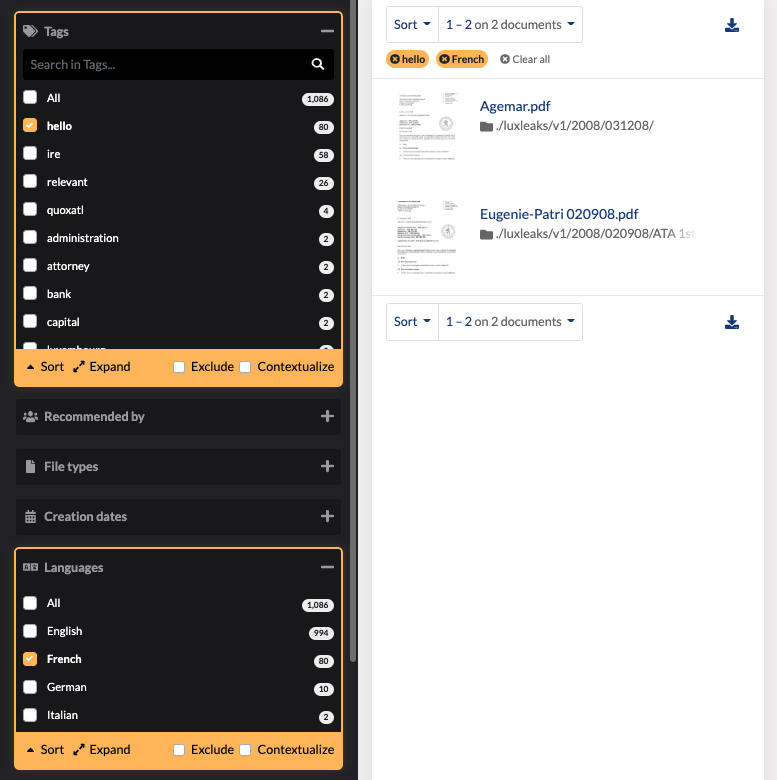 Tags
Search in Tags...
All 1,086
hello 80
ire 58
relevant 26
quoxatl 4
administration 2
attorney 2
bank 2
capital 2
Sort Expand Exclude Contextualize
Recommended by
File types
Creation dates
Languages
All 1,086
English 994
French 80
German 10
Italian 2
Sort Expand Exclude Contextualize
Sort 1 – 2 on 2 documents
hello French Clear all
Agemar.pdf
./luxleaks/v1/2008/031208/
Eugenie-Patri 020908.pdf
./luxleaks/v1/2008/020908/ATA 1st
Sort 1 – 2 on 2 documents